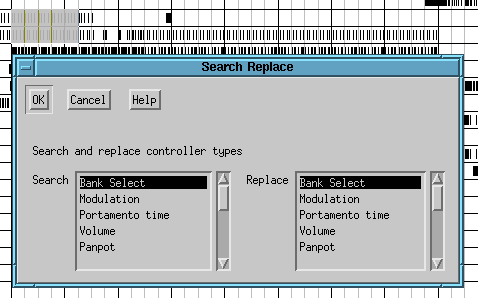 Search Replace
OK Cancel Help
Search and replace controller types
Search Replace
Bank Select Bank Select
Modulation Modulation
Portamento time Portamento time
Volume Volume
Panpot Panpot